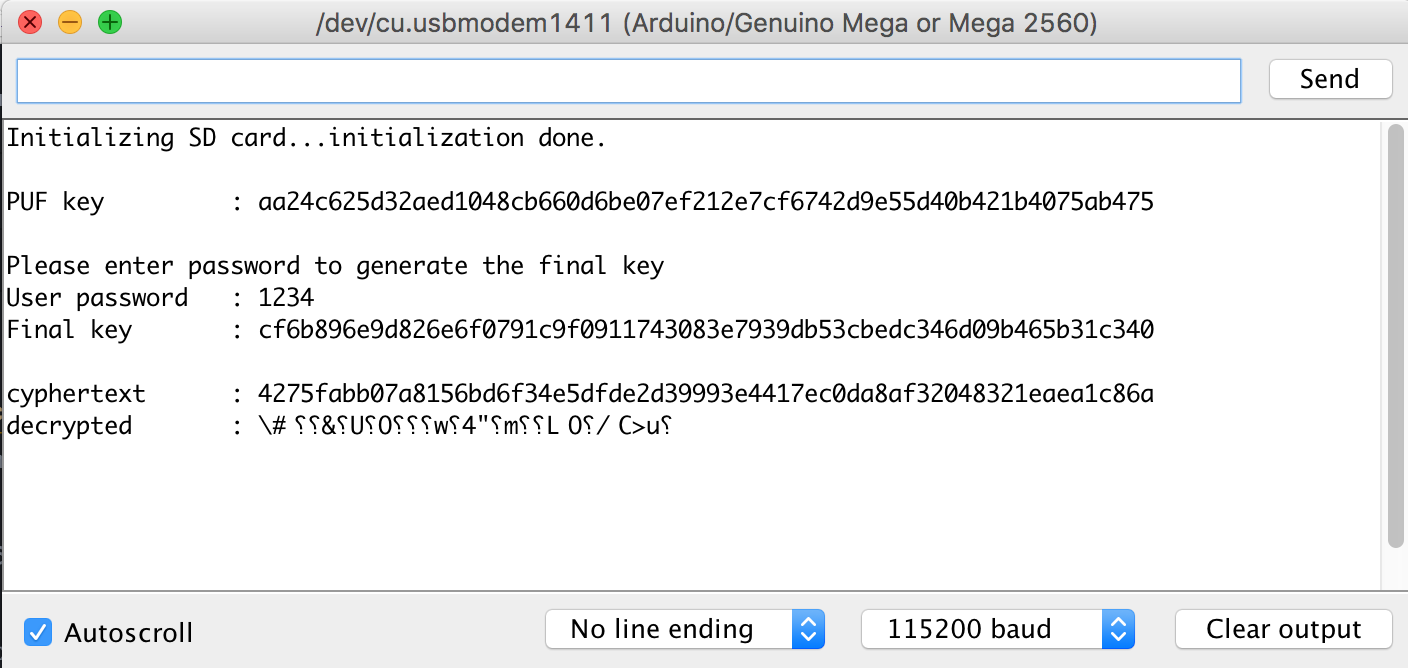 /dev/cu.usbmodem1411 (Arduino/Genuino Mega or Mega 2560)
Send
Initializing SD card...initialization done.
PUF key : aa24c625d32aed1048cb660d6be07ef212e7cf6742d9e55d40b421b4075ab475
Please enter password to generate the final key
User password : 1234
Final key : cf6b896e9d826e6f0791c9f0911743083e7939db53cbedc346d09b465b31c340
cyphertext : 4275fabb07a8156bd6f34e5dfde2d39993e4417ec0da8af32048321eaea1c86a
decrypted : \# ⸮⸮&⸮U⸮O⸮⸮⸮w⸮4"⸮m⸮⸮L O⸮/ C>u⸮
Autoscroll
No line ending
115200 baud
Clear output